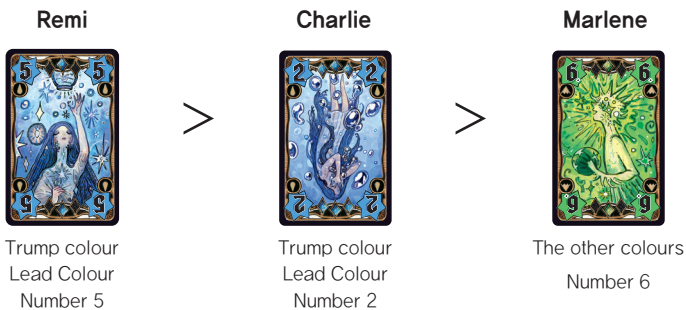 Remi
Charlie
Marlene
5 5
5 5
>
2 2
2 2
>
6 6
6 6
Trump colour
Lead Colour
Number 5
Trump colour
Lead Colour
Number 2
The other colours
Number 6